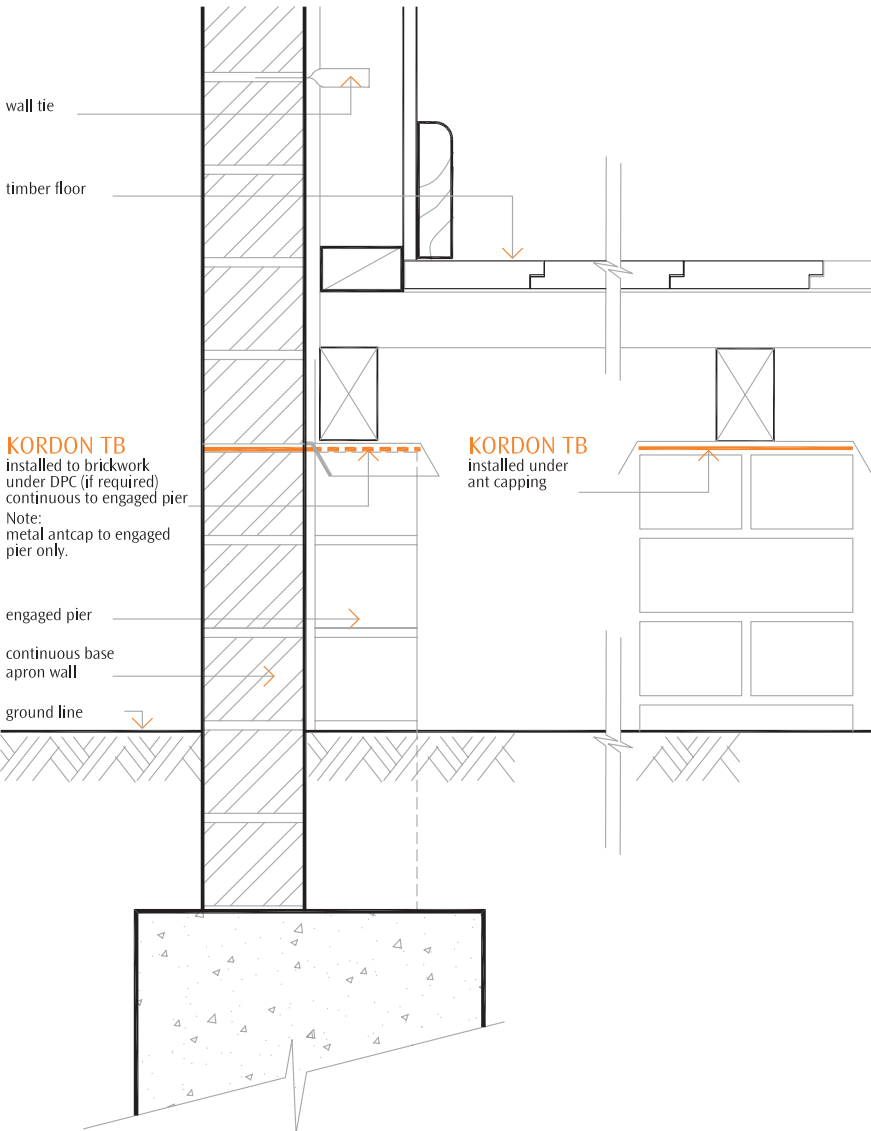 wall tie
timber floor
KORDON TB
installed to brickwork
under DPC (if required)
continuous to engaged pier
Note:
metal antcap to engaged
pier only.
KORDON TB
installed under
ant capping
engaged pier
continuous base
apron wall
ground line